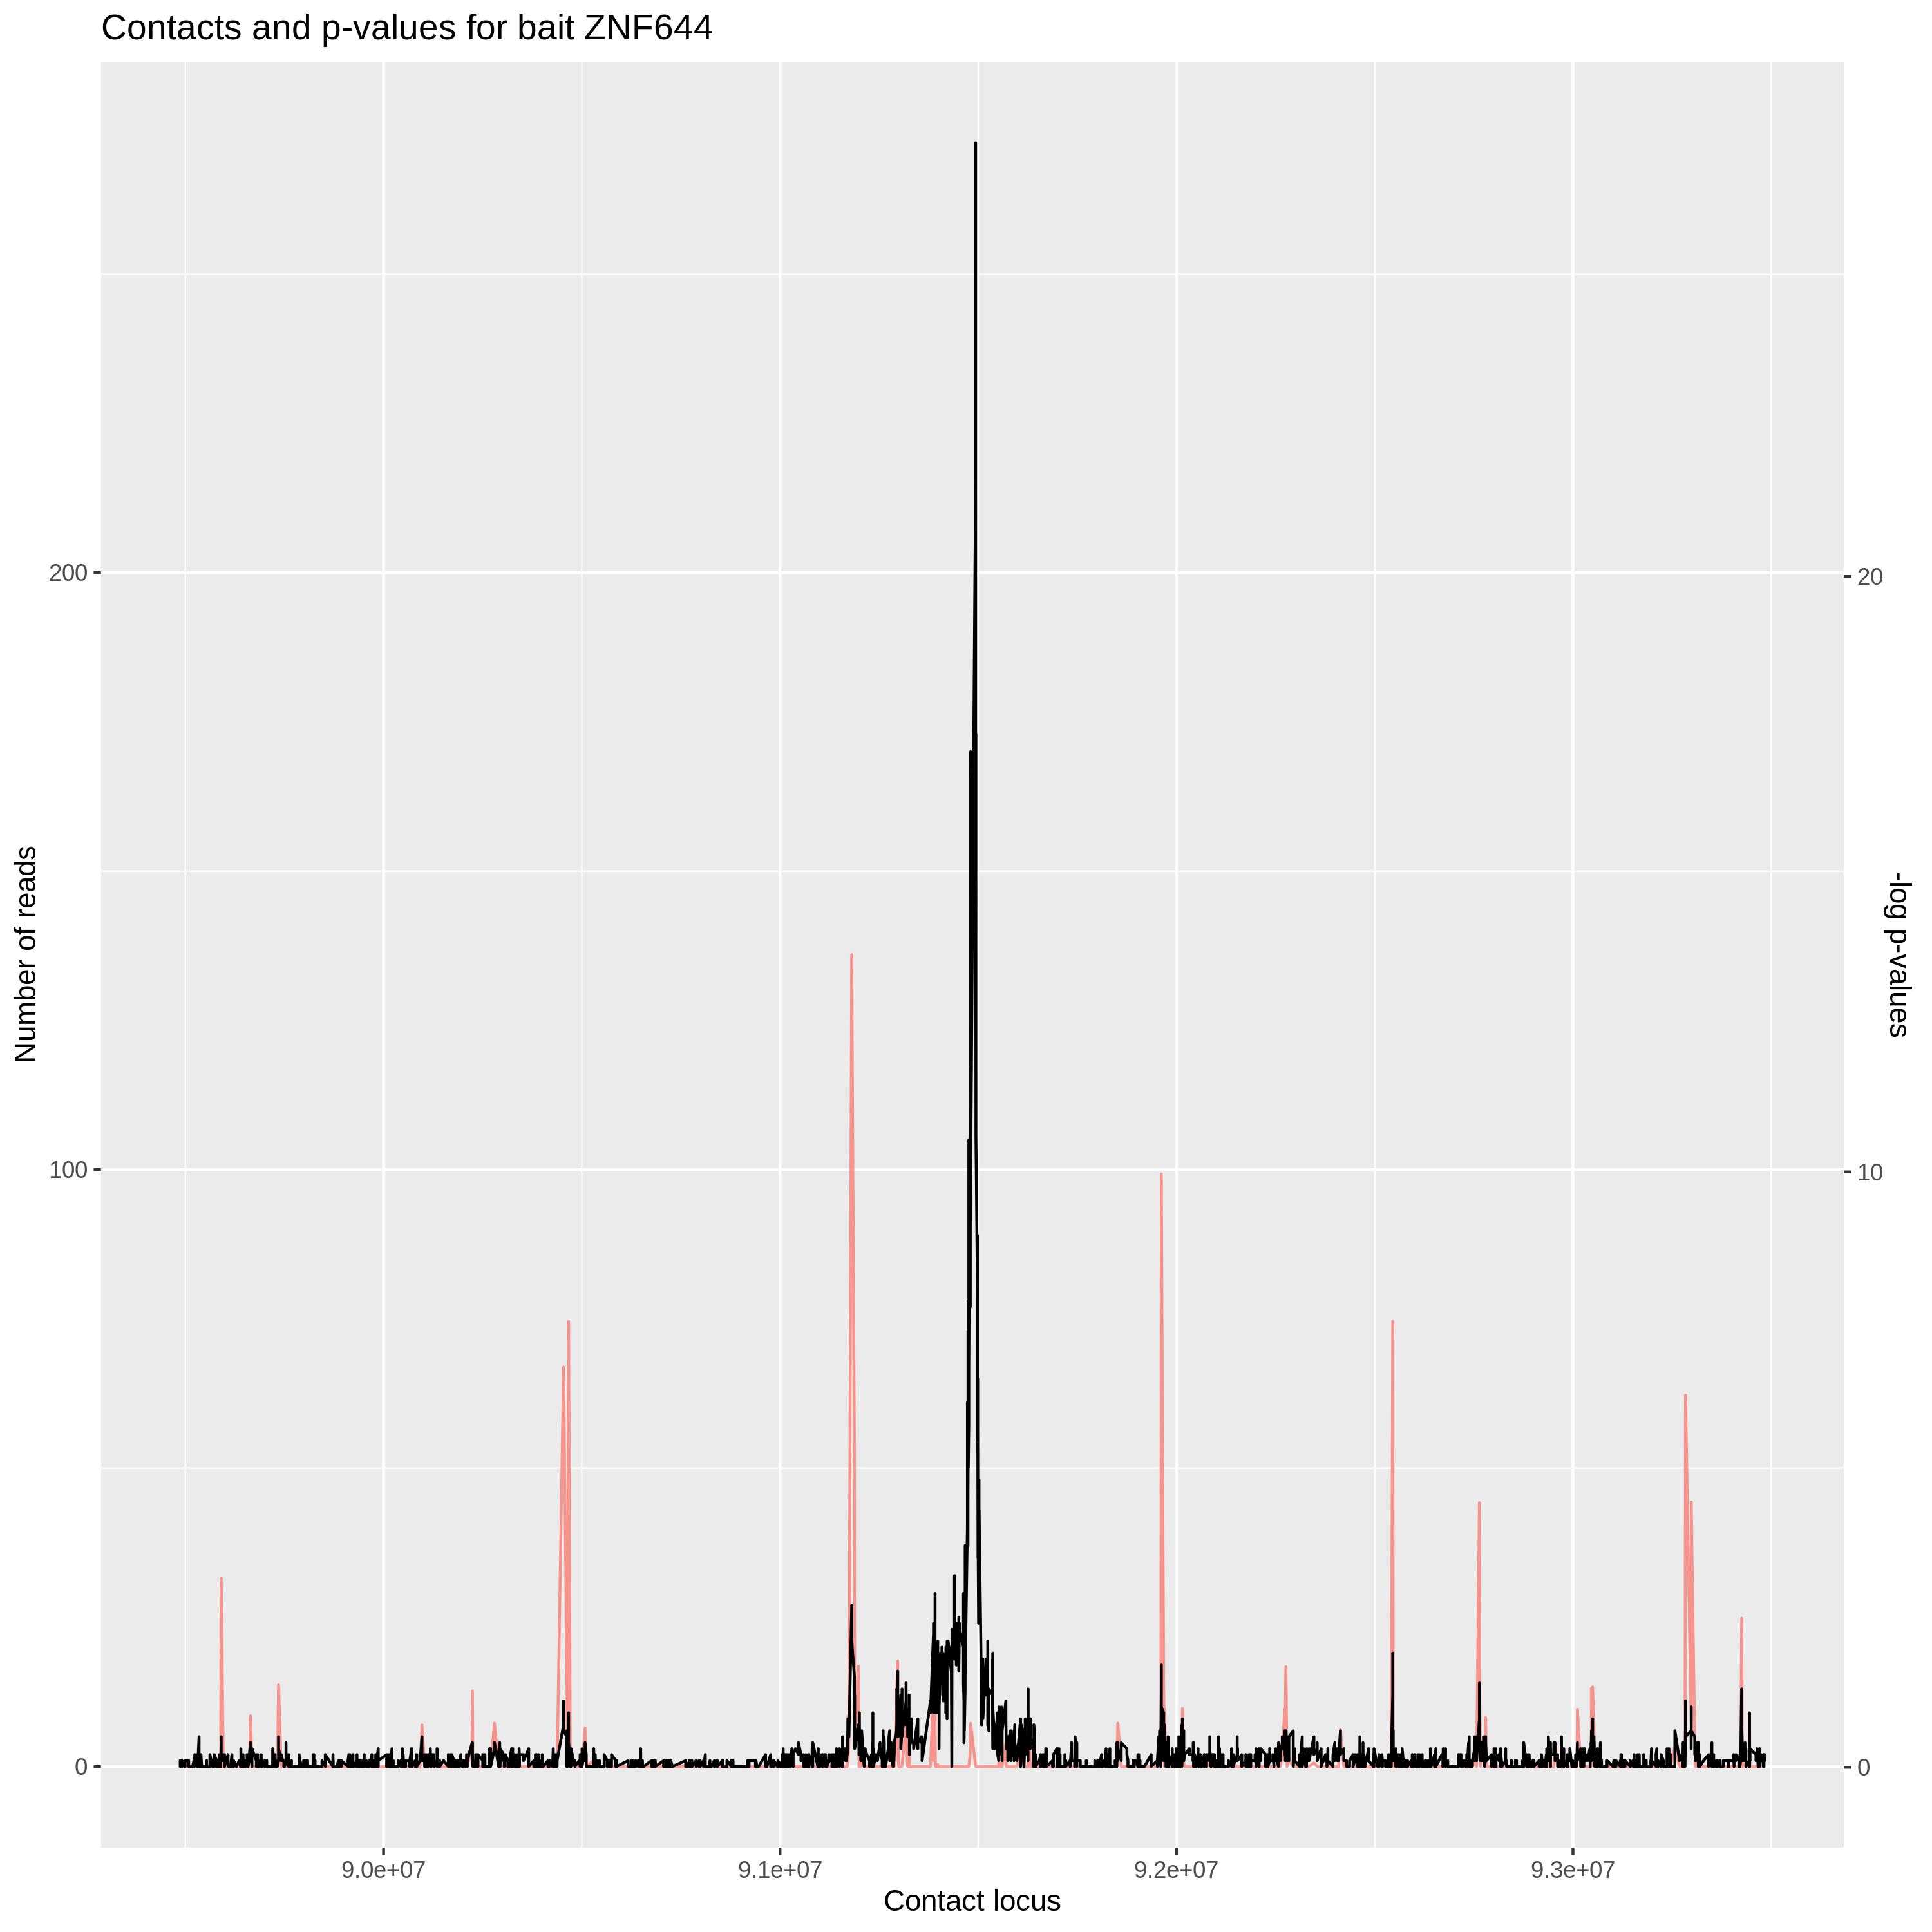 Contacts and p-values for bait ZNF644
Number of reads
200
100
0
20
10
0
-log p-values
9.0e+07
9.1e+07
9.2e+07
9.3e+07
Contact locus